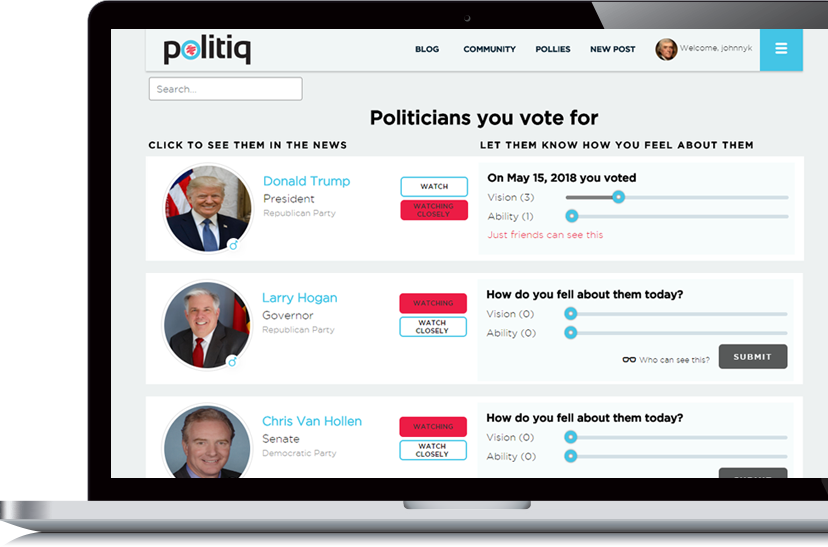 politiq
BLOG COMMUNITY POLLIES NEW POST Welcome, johnnyk
Search...
Politicians you vote for
CLICK TO SEE THEM IN THE NEWS
LET THEM KNOW HOW YOU FEEL ABOUT THEM
Donald Trump
President
Republican Party
WATCH
WATCHING
CLOSELY
On May 15, 2018 you voted
Vision (3)
Ability (1)
Just friends can see this
Larry Hogan
Governor
Republican Party
WATCHING
WATCH
CLOSELY
How do you fell about them today?
Vision (0)
Ability (0)
Who can see this?
SUBMIT
Chris Van Hollen
Senate
Democratic Party
WATCHING
WATCH
CLOSELY
How do you fell about them today?
Vision (0)
Ability (0)